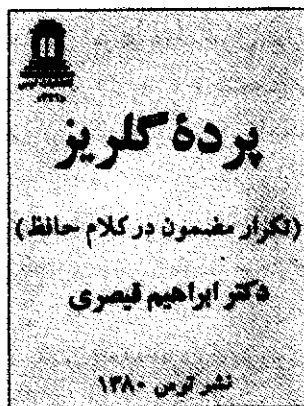 پردهٔ گلریز
(تکرار مضمون در کلام حافظ)
دکتر ابراهیم قیصری
نشر توس ۱۳۸۰